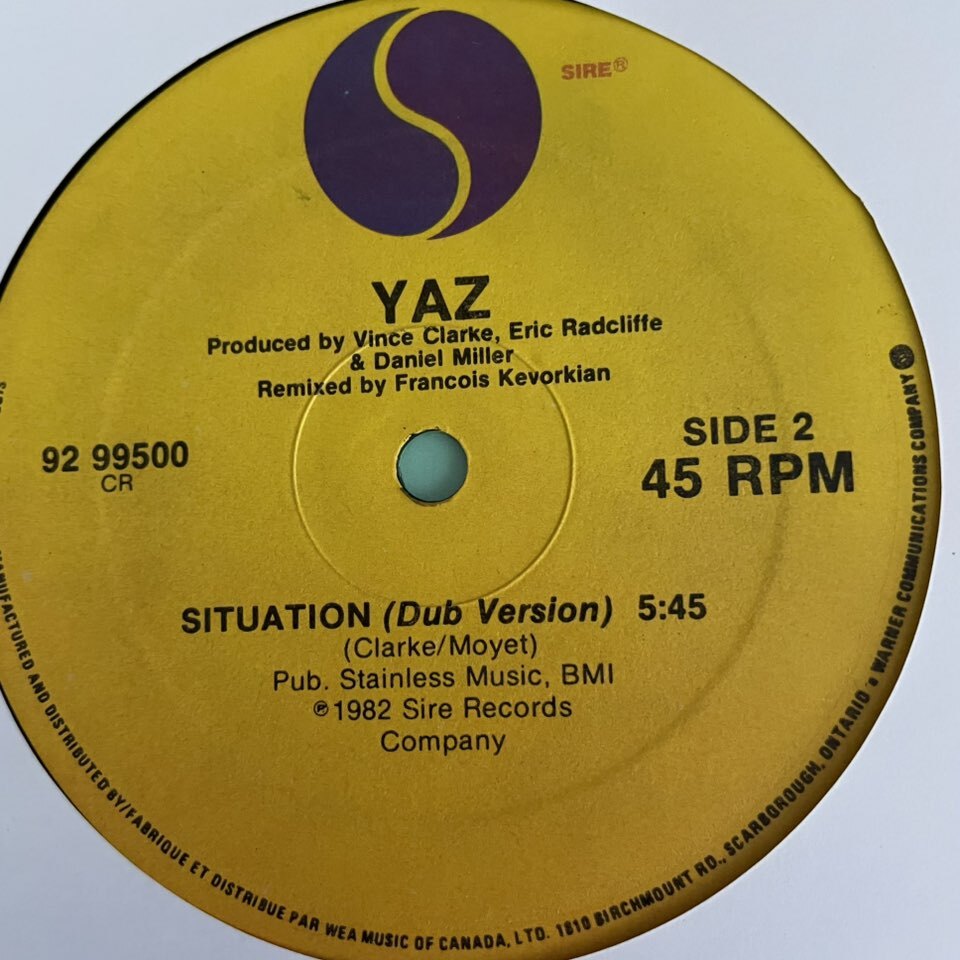 SIRE®
YAZ
Produced by Vince Clarke, Eric Radcliffe
& Daniel Miller
Remixed by Francois Kevorkian
92 99500
CR
SIDE 2
45 RPM
SITUATION (Dub Version) 5:45
(Clarke/Moyet)
Pub. Stainless Music, BMI
℗1982 Sire Records
Company
MANUFACTURED AND DISTRIBUTED BY/FABRIQUE ET DISTRIBUE PAR WEA MUSIC OF CANADA, LTD. 1810 BIRCHMOUNT RD., SCARBOROUGH, ONTARIO • A WARNER COMMUNICATIONS COMPANY